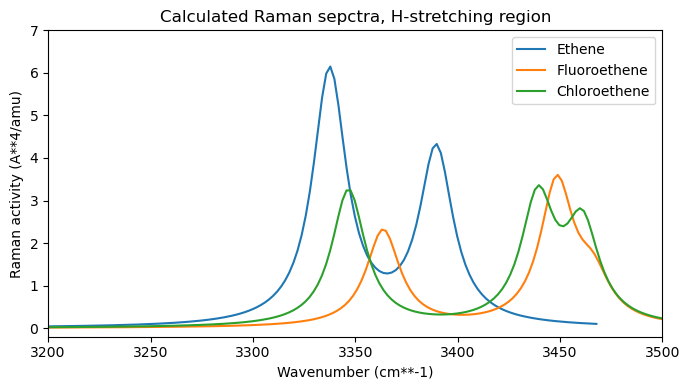 Calculated Raman sepctra, H-stretching region
Raman activity (A**4/amu)
7
6
5
4
3
2
1
0
Ethene
Fluoroethene
Chloroethene
3200
3250
3300
3350
3400
3450
3500
Wavenumber (cm**-1)